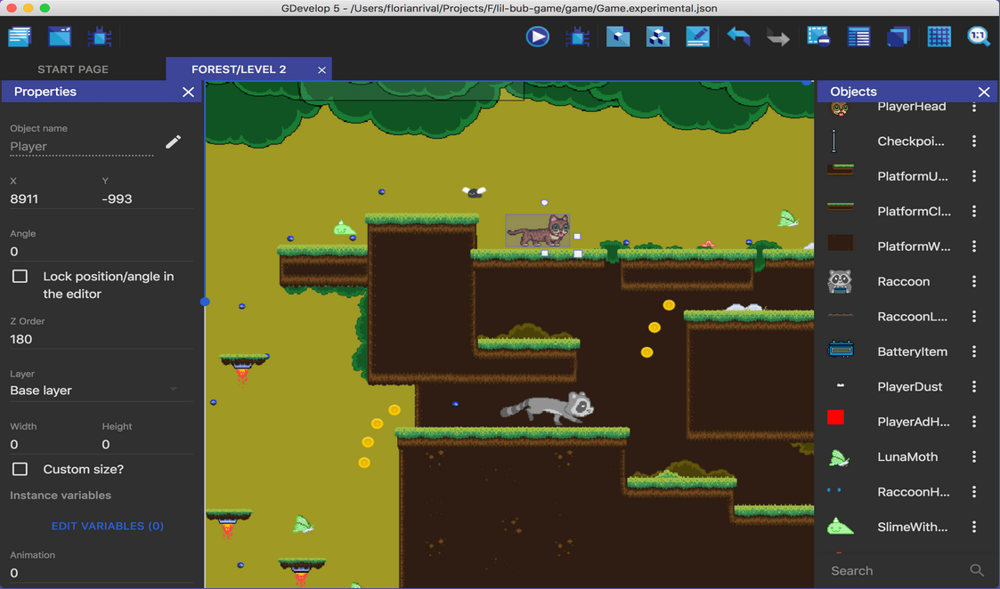 GDevelop 5 - /Users/florianrival/Projects/F/lil-bub-game/game/Game.experimental.json
1:1
START PAGE
FOREST/LEVEL 2
Properties
Object name
Player
X
Y
8911
-993
Angle
0
Lock position/angle in
the editor
Z Order
180
Layer
Base layer
Width
Height
0
0
Custom size?
Instance variables
EDIT VARIABLES (0)
Animation
0
Objects
PlayerHead
Checkpoi...
PlatformU...
PlatformCl...
PlatformW...
Raccoon
RaccoonL...
BatteryItem
PlayerDust
PlayerAdH...
LunaMoth
RaccoonH...
SlimeWith...
Search